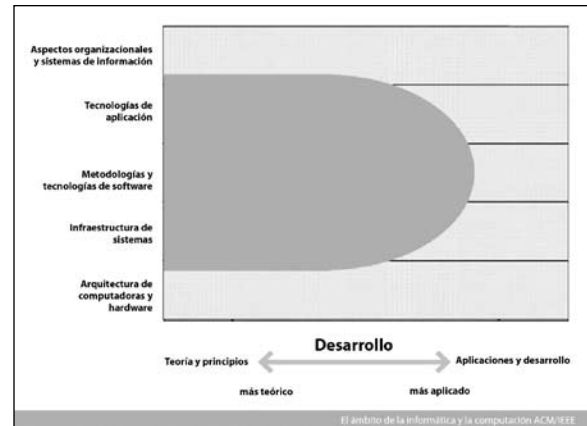 Aspectos organizacionales
y sistemas de información
Tecnologías de
aplicación
Metodologías y
tecnologías de software
Infraestructura de
sistemas
Arquitectura de
computadoras y
hardware
Desarrollo
Teoría y principios
Aplicaciones y desarrollo
más teórico
más aplicado
El ámbito de la informática y la computación ACM/IEEE